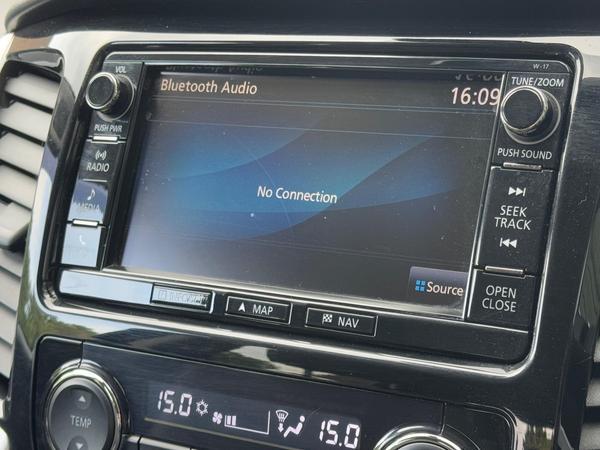 VOL
W-17
TUNE/ZOOM
Bluetooth Audio
16:09
PUSH PWR
PUSH SOUND
RADIO
MEDIA
No Connection
SEEK
TRACK
Source
OPEN
CLOSE
MAP
NAV
TEMP
15.0
15.0